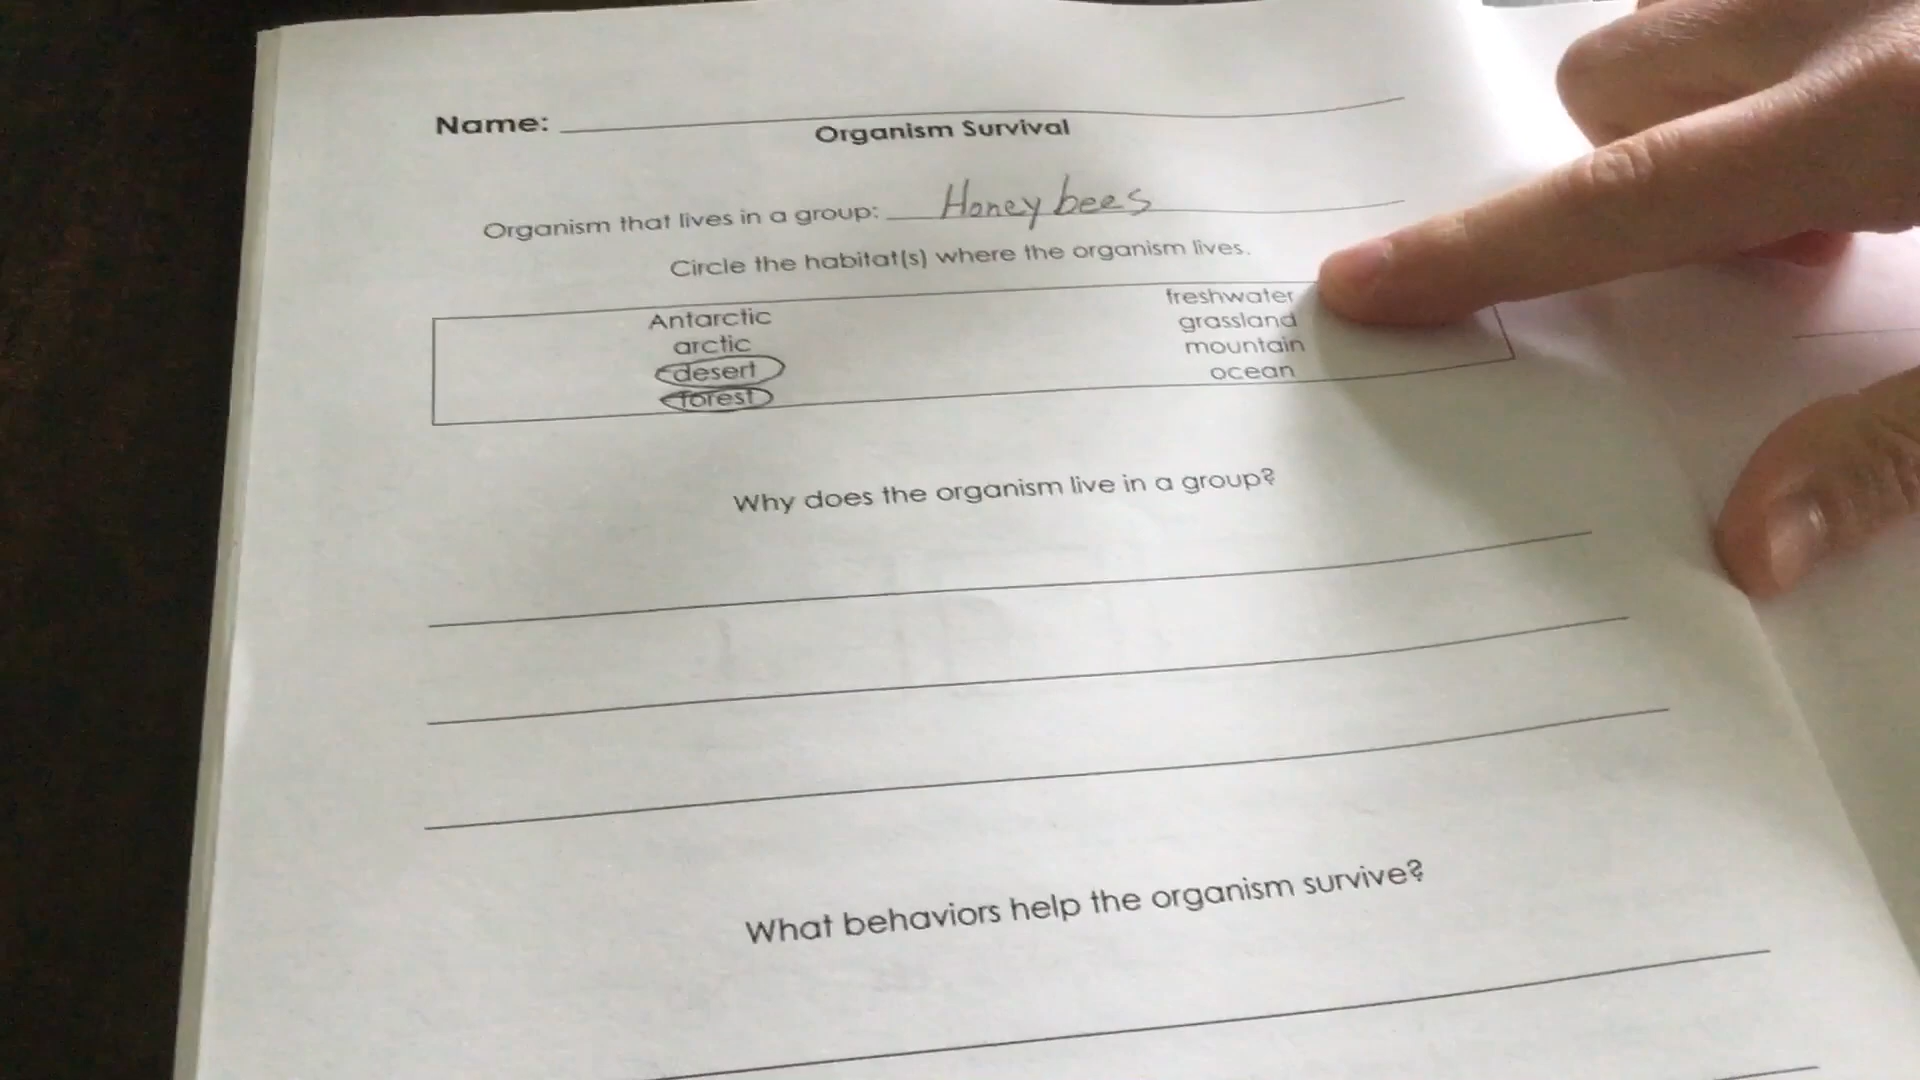 Name:
Organism Survival
Organism that lives in a group: Honey bees
Circle the habitat(s) where the organism lives.
Antarctic
arctic
desert
forest
freshwater
grassland
mountain
ocean
Why does the organism live in a group?
What behaviors help the organism survive?